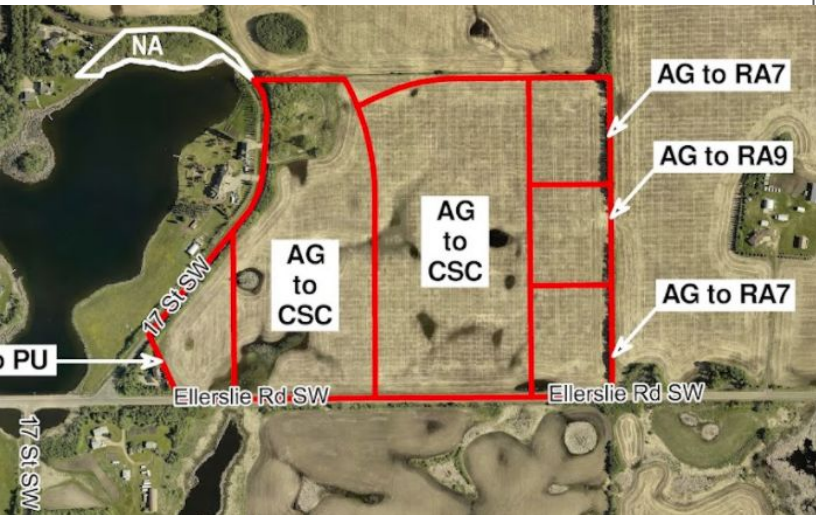 NA
AG to RA7
AG to RA9
AG
to
CSC
AG
to
CSC
AG to RA7
17 St SW
PU
Ellerslie Rd SW
Ellerslie Rd SW
17 St SW